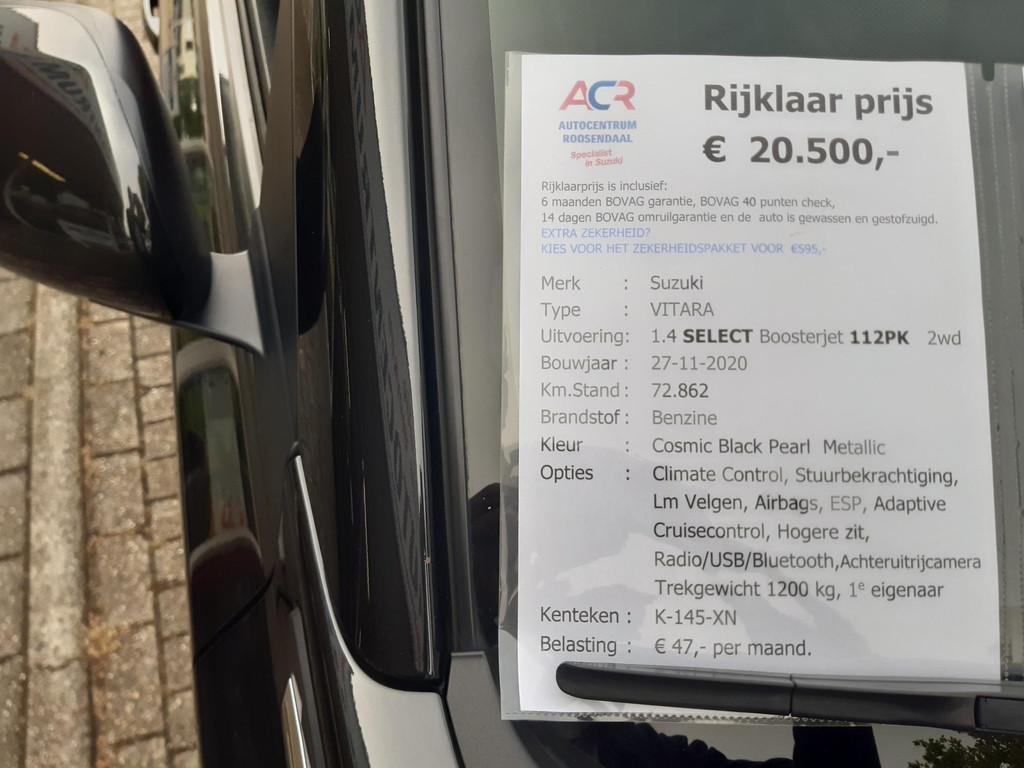 ACR
AUTOCENTRUM
ROOSENDAAL
Specialist
in Suzuki
Rijklaar prijs
€ 20.500,-
Rijklaarprijs is inclusief:
6 maanden BOVAG garantie, BOVAG 40 punten check,
14 dagen BOVAG omruilgarantie en de auto is gewassen en gestofzuigd.
EXTRA ZEKERHEID?
KIES VOOR HET ZEKERHEIDSPAKKET VOOR €595,-
Merk : Suzuki
Type : VITARA
Uitvoering: 1.4 SELECT Boosterjet 112PK 2wd
Bouwjaar : 27-11-2020
Km.Stand : 72.862
Brandstof : Benzine
Kleur : Cosmic Black Pearl Metallic
Opties : Climate Control, Stuurbekrachtiging,
Lm Velgen, Airbags, ESP, Adaptive
Cruisecontrol, Hogere zit,
Radio/USB/Bluetooth,Achteruitrijcamera
Trekgewicht 1200 kg, 1e eigenaar
Kenteken : K-145-XN
Belasting : € 47,- per maand.